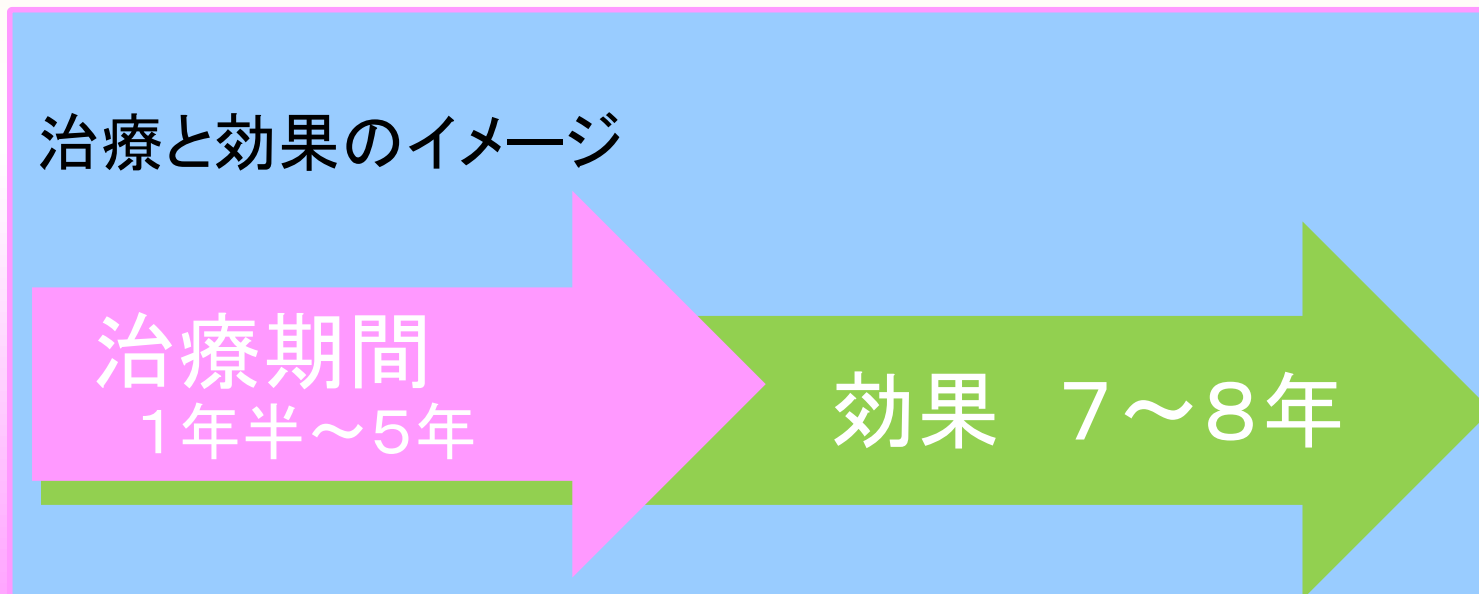 治療と効果のイメージ
治療期間
１年半～５年
効果　７～８年